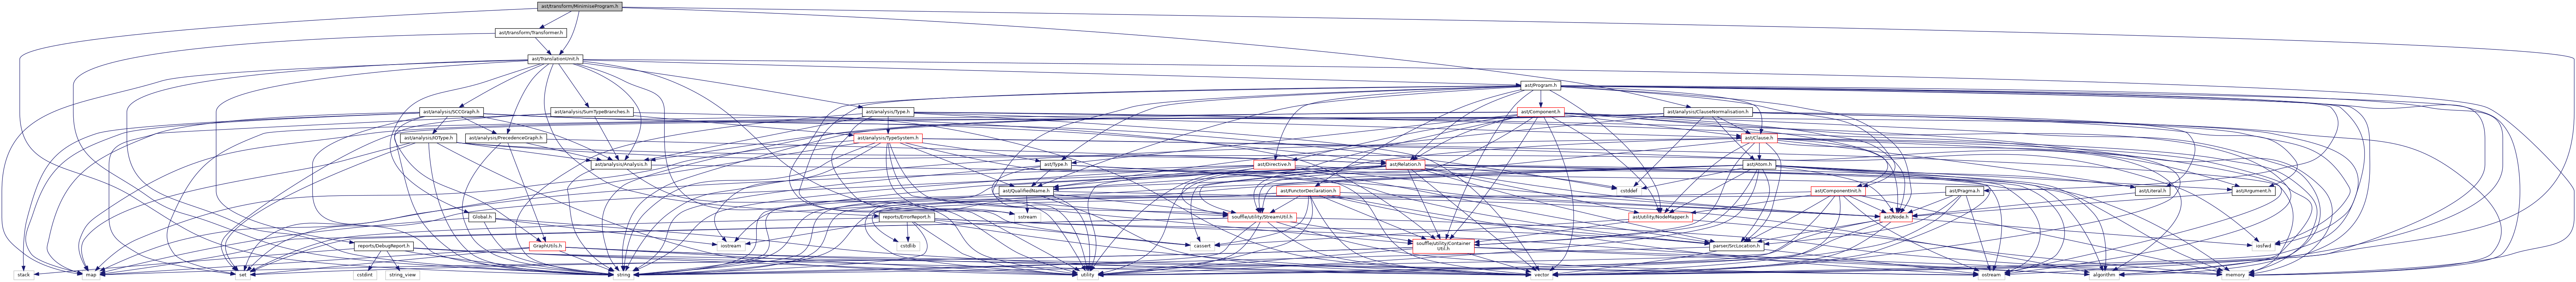 ast/transform/MinimiseProgram.h
ast/transform/Transformer.h
ast/TranslationUnit.h
ast/Program.h
ast/analysis/SCCGraph.h
ast/analysis/SumTypeBranches.h
ast/analysis/Type.h
ast/Component.h
ast/analysis/ClauseNormalisation.h
ast/analysis/IOType.h
ast/analysis/PrecedenceGraph.h
ast/analysis/TypeSystem.h
ast/Clause.h
ast/analysis/Analysis.h
ast/Type.h
ast/Directive.h
ast/Relation.h
ast/Atom.h
ast/QualifiedName.h
ast/FunctorDeclaration.h
cstddef
ast/ComponentInit.h
ast/Pragma.h
ast/Literal.h
ast/Argument.h
Global.h
reports/ErrorReport.h
sstream
souffle/utility/StreamUtil.h
ast/utility/NodeMapper.h
ast/Node.h
reports/DebugReport.h
GraphUtils.h
iostream
cstdlib
cassert
souffle/utility/Container
Util.h
parser/SrcLocation.h
iosfwd
stack
map
set
cstdint
string_view
string
utility
vector
ostream
algorithm
memory